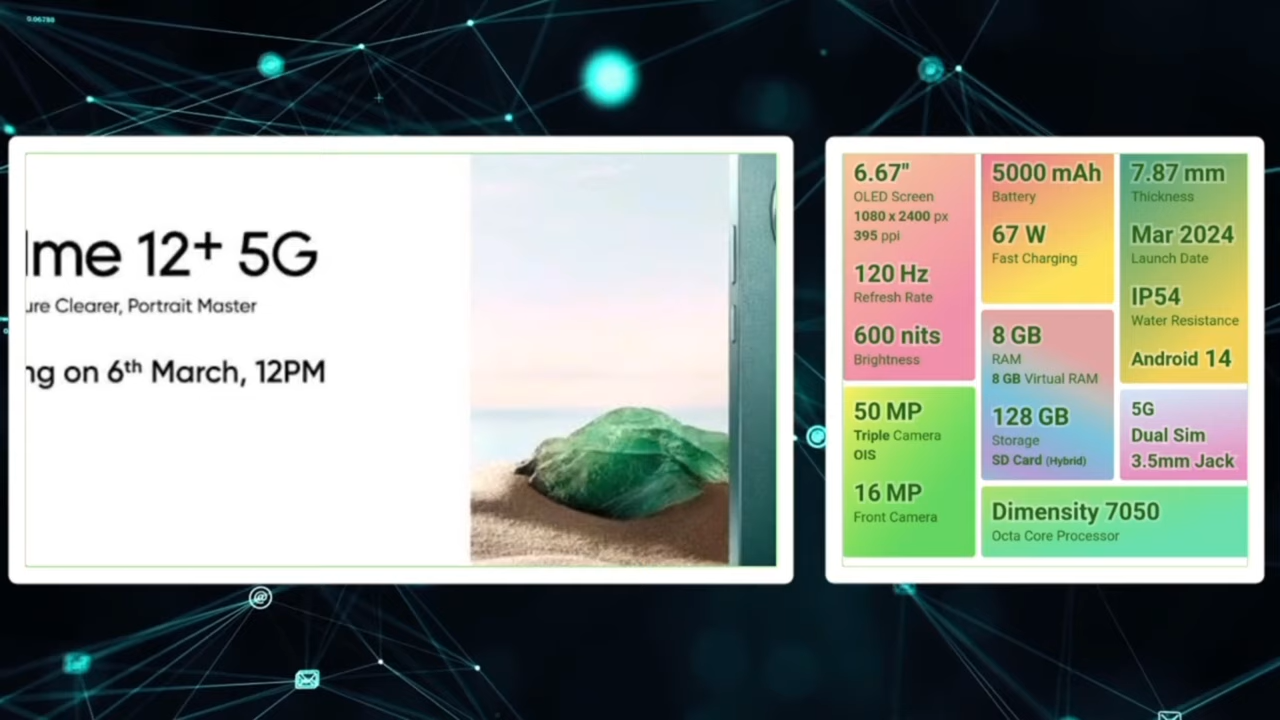 0.06798
lme 12+ 5G
ure Clearer, Portrait Master
ng on 6th March, 12PM
6.67"
OLED Screen
1080 x 2400 px
395 ppi
120 Hz
Refresh Rate
600 nits
Brightness
50 MP
Triple Camera
OIS
16 MP
Front Camera
5000 mAh
Battery
67 W
Fast Charging
8 GB
RAM
8 GB Virtual RAM
128 GB
Storage
SD Card (Hybrid)
7.87 mm
Thickness
Mar 2024
Launch Date
IP54
Water Resistance
Android 14
5G
Dual Sim
3.5mm Jack
Dimensity 7050
Octa Core Processor
@